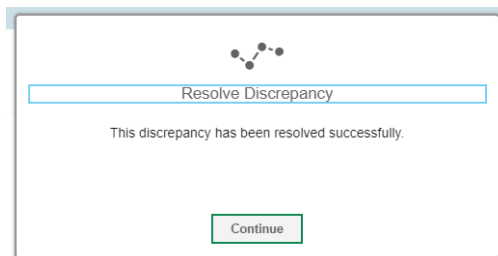 Resolve Discrepancy
This discrepancy has been resolved successfully.
Continue